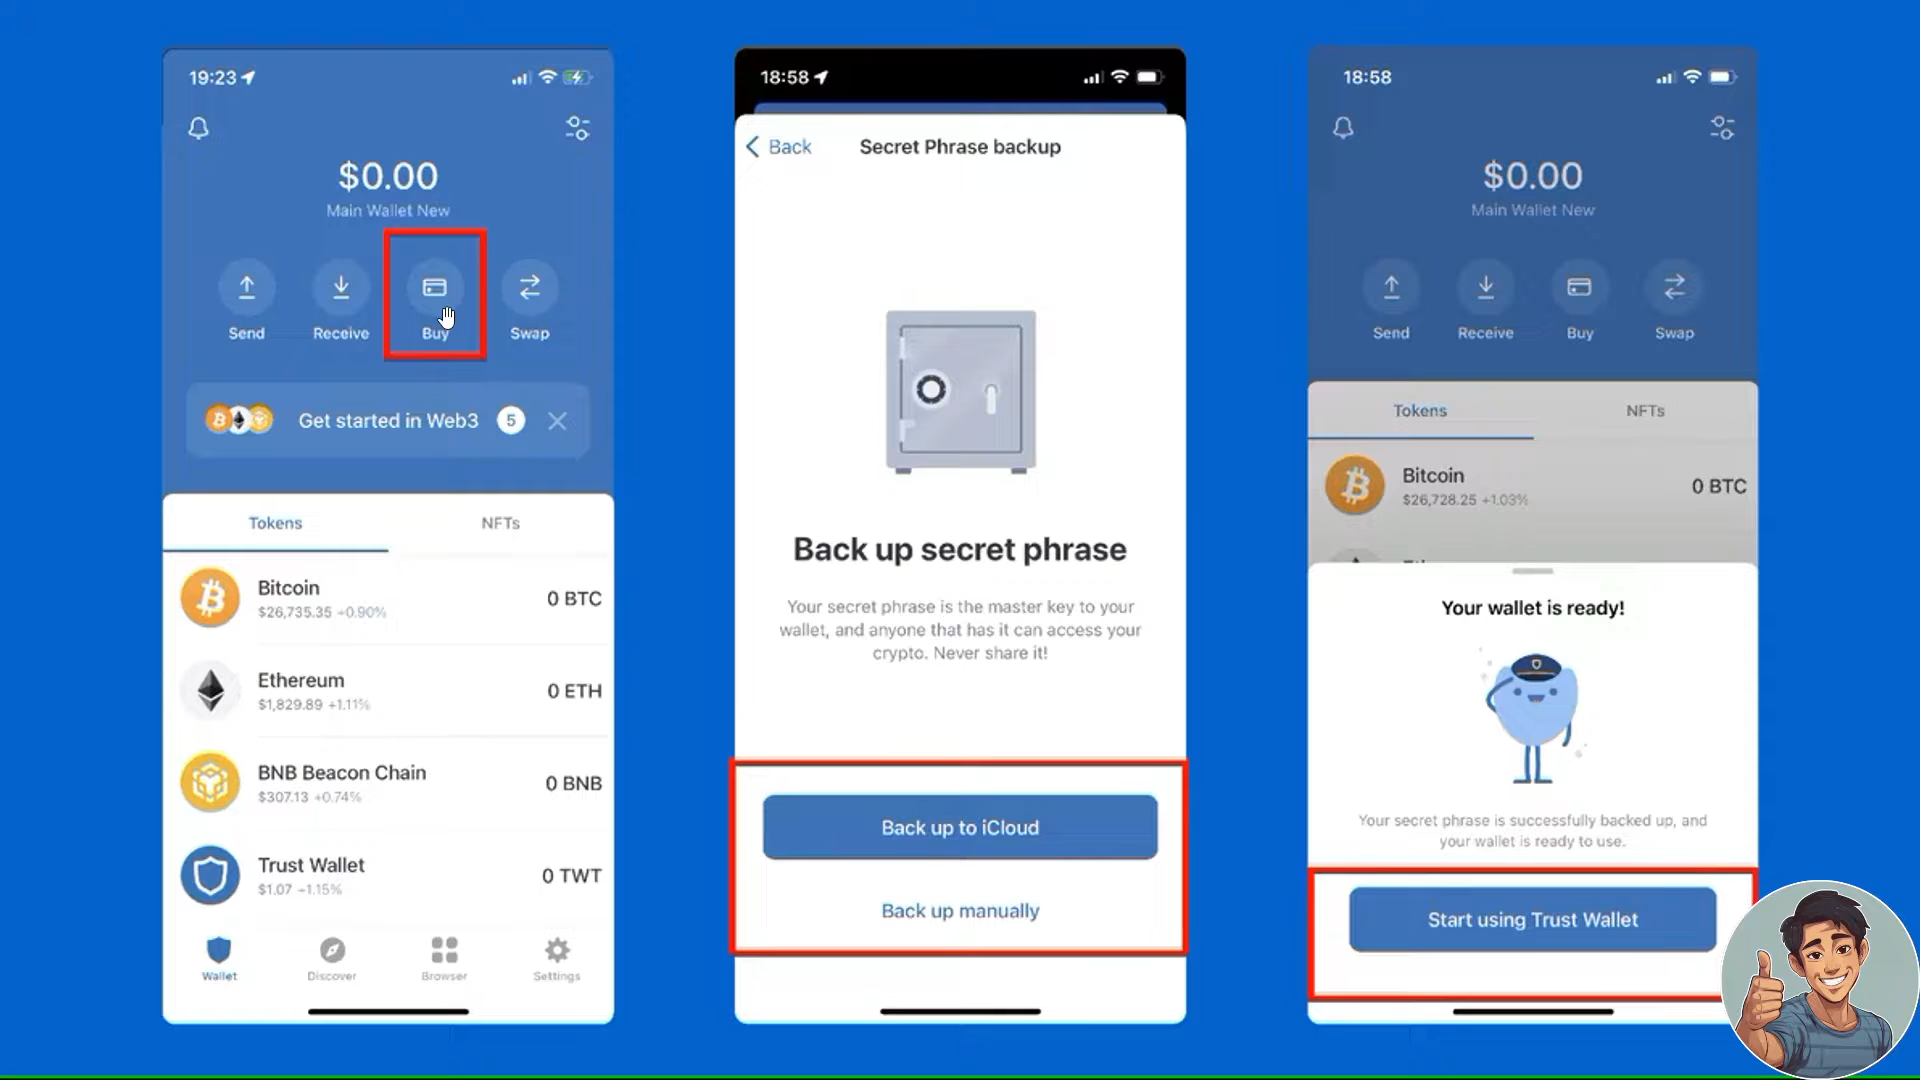 19:23
$0.00
Main Wallet New
Send Receive Buy Swap
Get started in Web3 5
Tokens NFTs
Bitcoin
$26,735.35 +0.90%
0 BTC
Ethereum
$1,829.89 +1.11%
0 ETH
BNB Beacon Chain
$307.13 +0.74%
0 BNB
Trust Wallet
$1.07 +1.15%
0 TWT
Wallet Discover Browser Settings
18:58
Back Secret Phrase backup
Back up secret phrase
Your secret phrase is the master key to your
wallet, and anyone that has it can access your
crypto. Never share it!
Back up to iCloud
Back up manually
18:58
$0.00
Main Wallet New
Send Receive Buy Swap
Tokens NFTs
Bitcoin
$26,728.25 +1.03%
0 BTC
Your wallet is ready!
Your secret phrase is successfully backed up, and
your wallet is ready to use.
Start using Trust Wallet